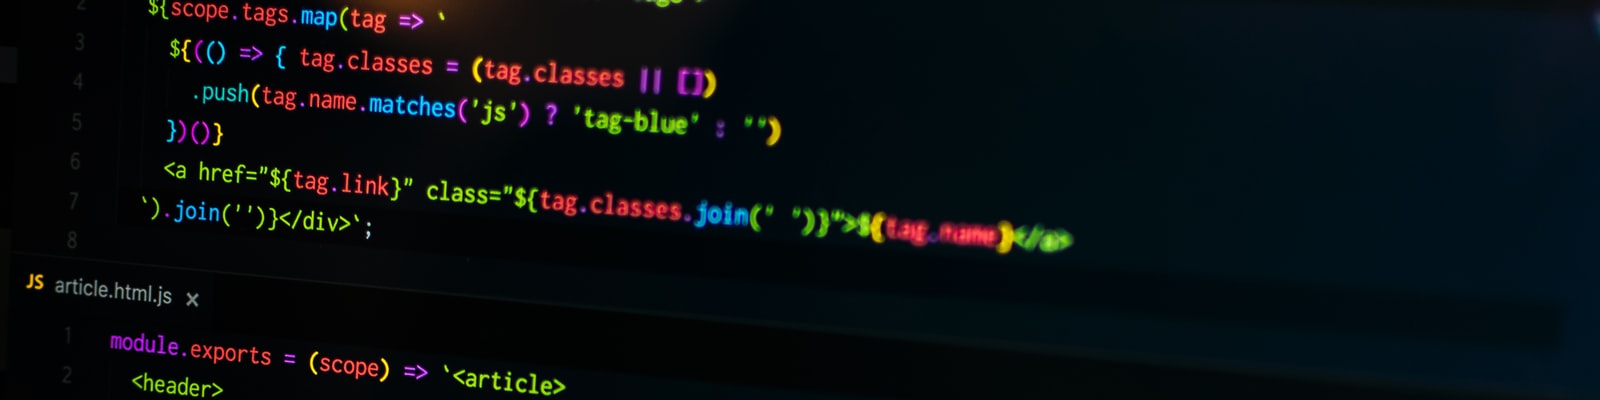 2
${scope.tags.map(tag => `
3
${(() => { tag.classes = (tag.classes || [])
4
.push(tag.name.matches('js') ? 'tag-blue' : '')
5
})()}
6
<a href="${tag.link}" class="${tag.classes.join(' ')}">${tag.name}</a>
7
`).join('')}</div>`;
8
JS article.html.js ×
1
module.exports = (scope) => `<article>
2
<header>